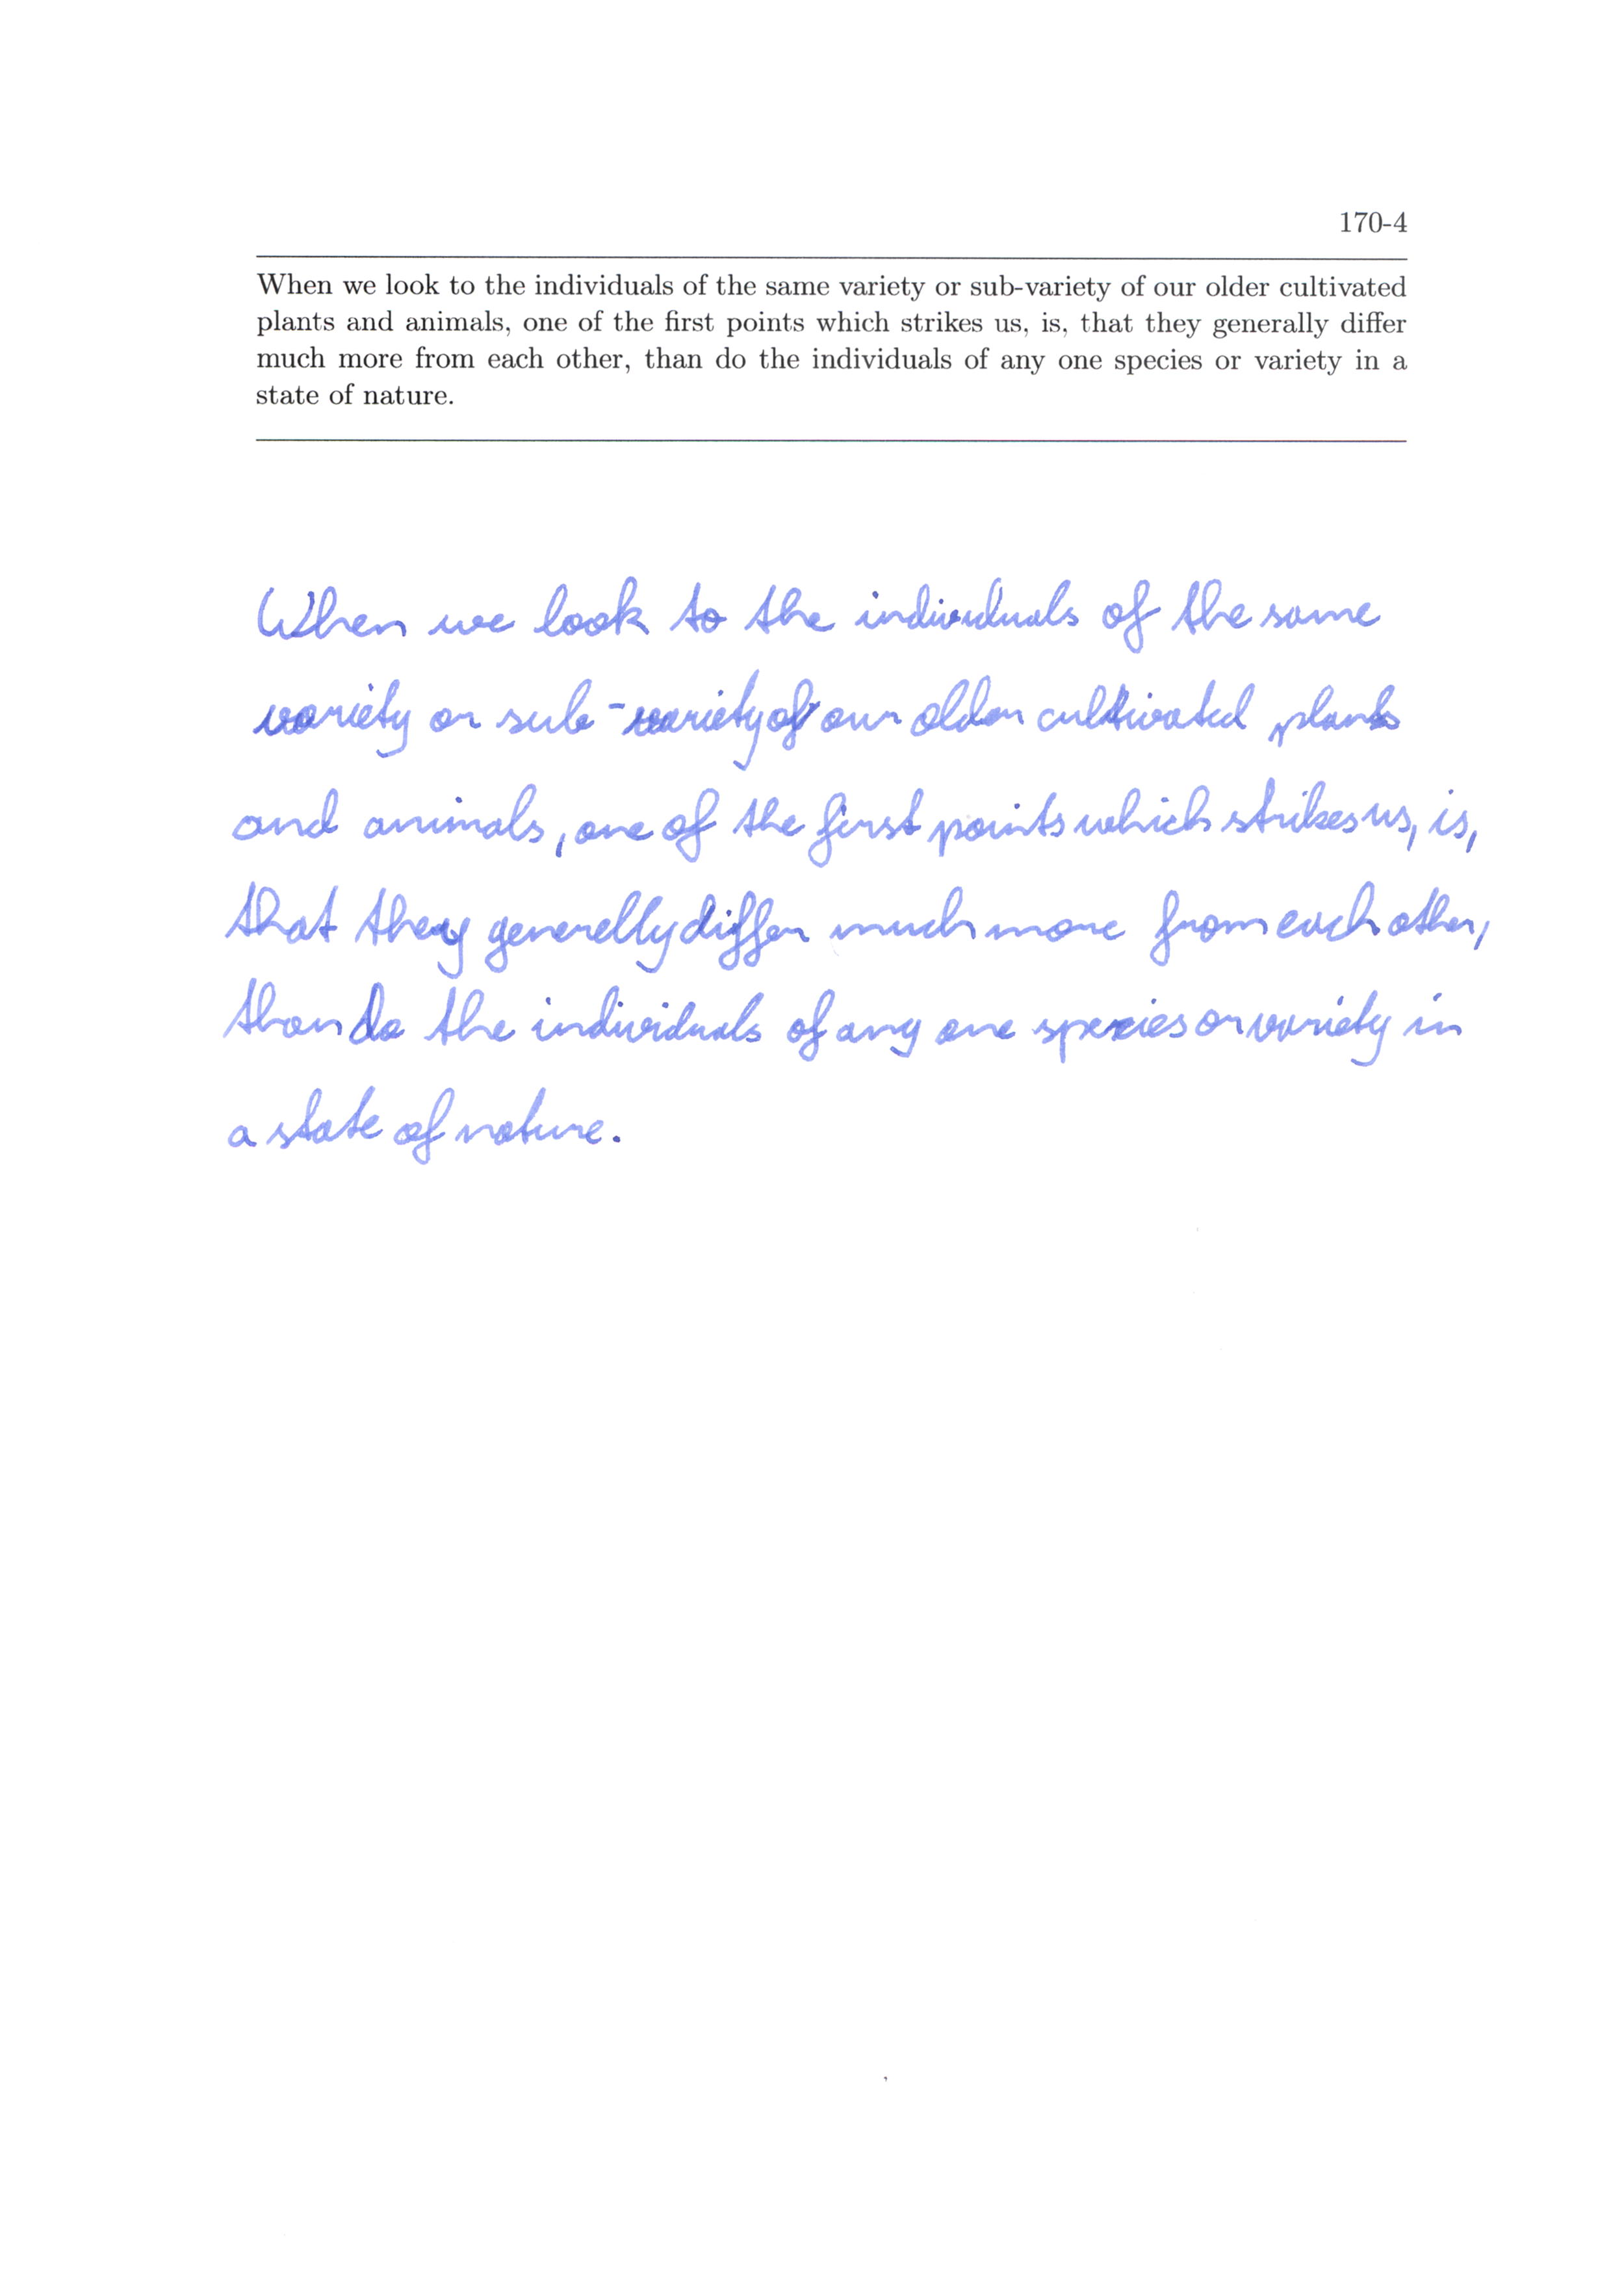 170-4
When we look to the individuals of the same variety or sub-variety of our older cultivated
plants and animals, one of the first points which strikes us, is, that they generally differ
much more from each other, than do the individuals of any one species or variety in a
state of nature.
When we look to the individuals of the same
variety or sub-variety of our older cultivated plants
and animals, one of the first points which strikes us, is,
that they generelly differ much more from each other,
than do the individuals of any one species or variety in
a state of nature.